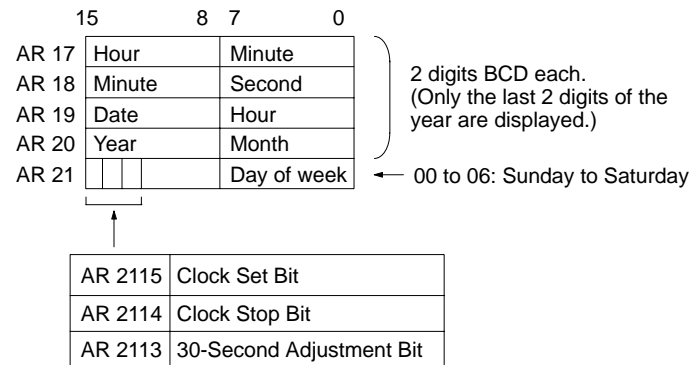 15 8 7 0
AR 17 Hour Minute
AR 18 Minute Second
AR 19 Date Hour
AR 20 Year Month
AR 21 Day of week
2 digits BCD each.
(Only the last 2 digits of the
year are displayed.)
00 to 06: Sunday to Saturday
AR 2115 Clock Set Bit
AR 2114 Clock Stop Bit
AR 2113 30-Second Adjustment Bit